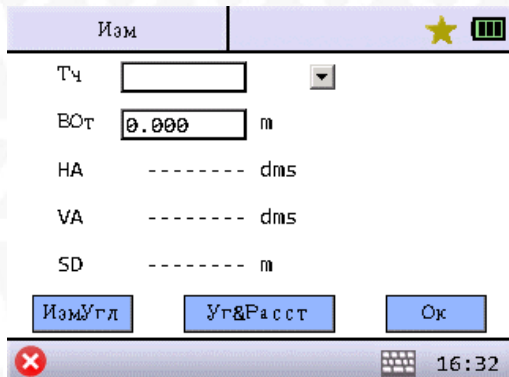 Изм
Тч
ВОт 0.000 m
HA -------- dms
VA -------- dms
SD -------- m
ИзмУгл Уг&Расст Ок
16:32